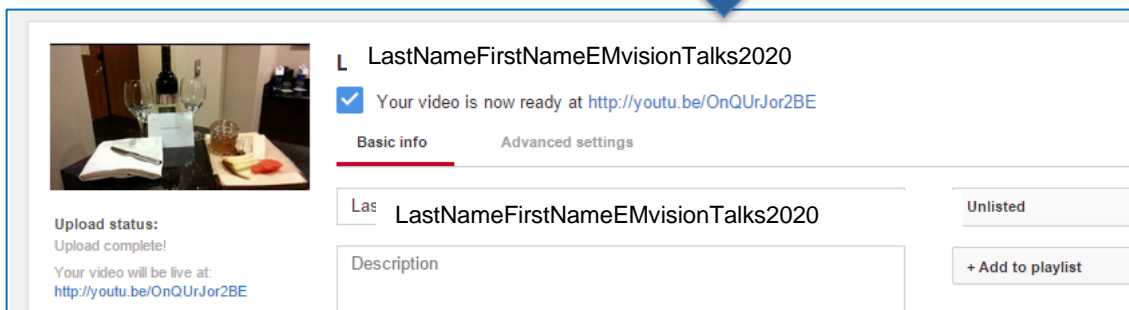 L LastNameFirstNameEMvisionTalks2020
Your video is now ready at http://youtu.be/OnQUrJor2BE
Basic info Advanced settings
Las LastNameFirstNameEMvisionTalks2020
Unlisted
Description
+ Add to playlist
Upload status:
Upload complete!
Your video will be live at:
http://youtu.be/OnQUrJor2BE